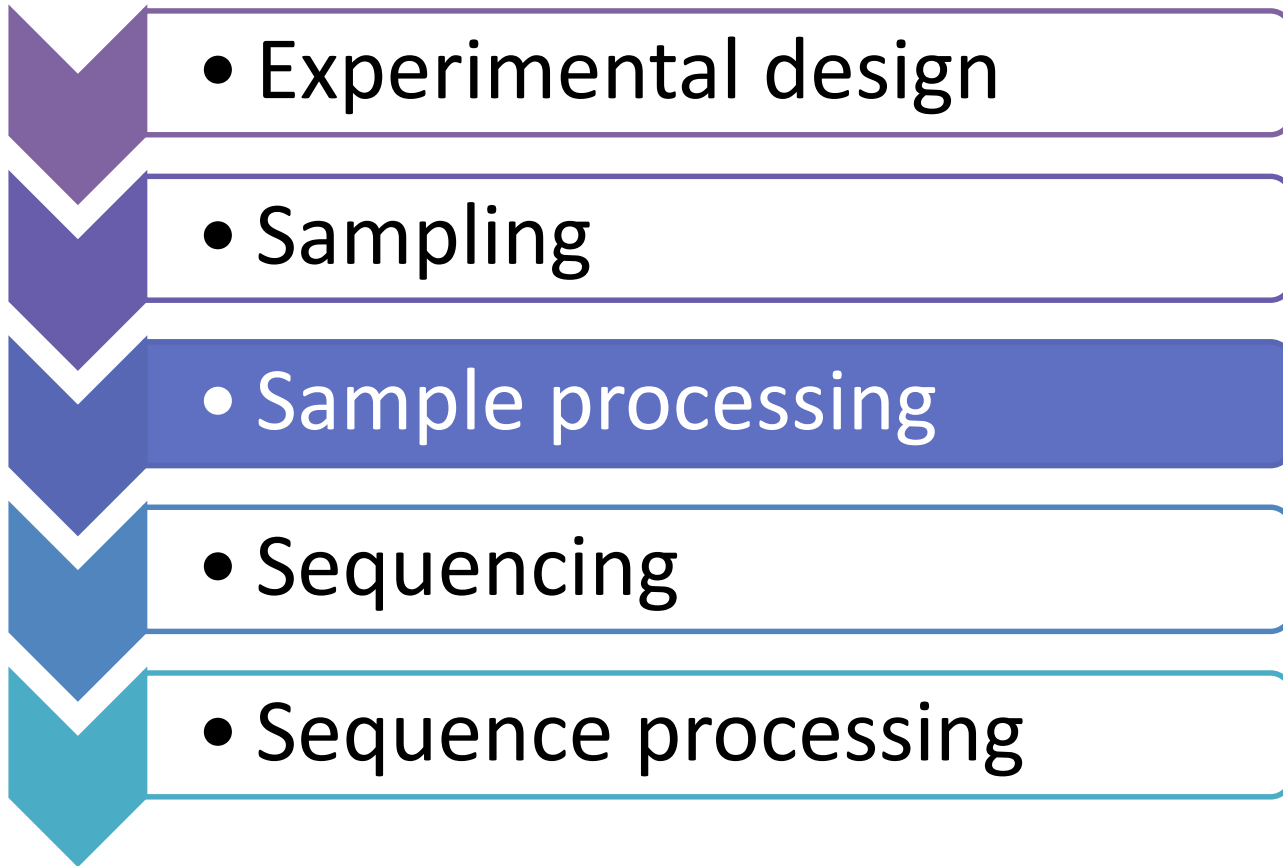 • Experimental design
• Sampling
• Sample processing
• Sequencing
• Sequence processing